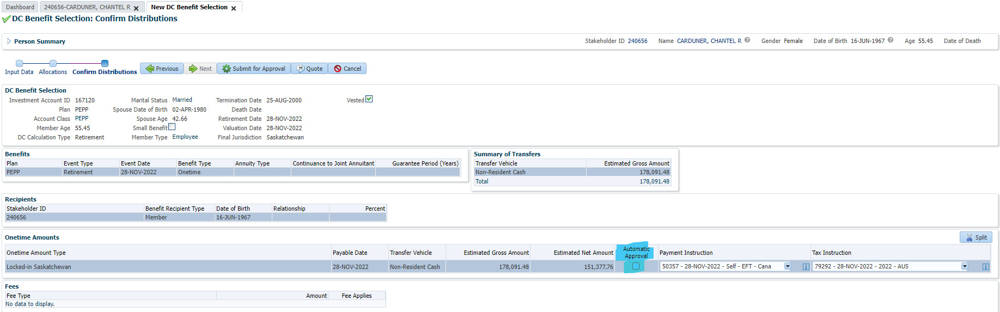 Dashboard 240656-CARDUNER, CHANTEL R New DC Benefit Selection
DC Benefit Selection: Confirm Distributions
Person Summary Stakeholder ID 240656 Name CARDUNER, CHANTEL R Gender Female Date of Birth 16-JUN-1967 Age 55.45 Date of Death
Input Data Allocations Confirm Distributions Previous Next Submit for Approval Quote Cancel
DC Benefit Selection
Investment Account ID 167120 Marital Status Married Termination Date 25-AUG-2000 Vested
Plan PEPP Spouse Date of Birth 02-APR-1980 Death Date
Account Class PEPP Spouse Age 42.66 Retirement Date 28-NOV-2022
Member Age 55.45 Small Benefit Valuation Date 28-NOV-2022
DC Calculation Type Retirement Member Type Employee Final Jurisdiction Saskatchewan
Benefits
Plan Event Type Event Date Benefit Type Annuity Type Continuance to Joint Annuitant Guarantee Period (Years)
PEPP Retirement 28-NOV-2022 Onetime
Summary of Transfers
Transfer Vehicle Estimated Gross Amount
Non-Resident Cash 178,091.48
Total 178,091.48
Recipients
Stakeholder ID Benefit Recipient Type Date of Birth Relationship Percent
240656 Member 16-JUN-1967
Onetime Amounts Split
Onetime Amount Type Payable Date Transfer Vehicle Estimated Gross Amount Estimated Net Amount Automatic Approval Payment Instruction Tax Instruction
Locked-in Saskatchewan 28-NOV-2022 Non-Resident Cash 178,091.48 151,377.76 50357 - 28-NOV-2022 - Self - EFT - Cana 79292 - 28-NOV-2022 - 2022 - AUS
Fees
Fee Type Amount Fee Applies
No data to display.